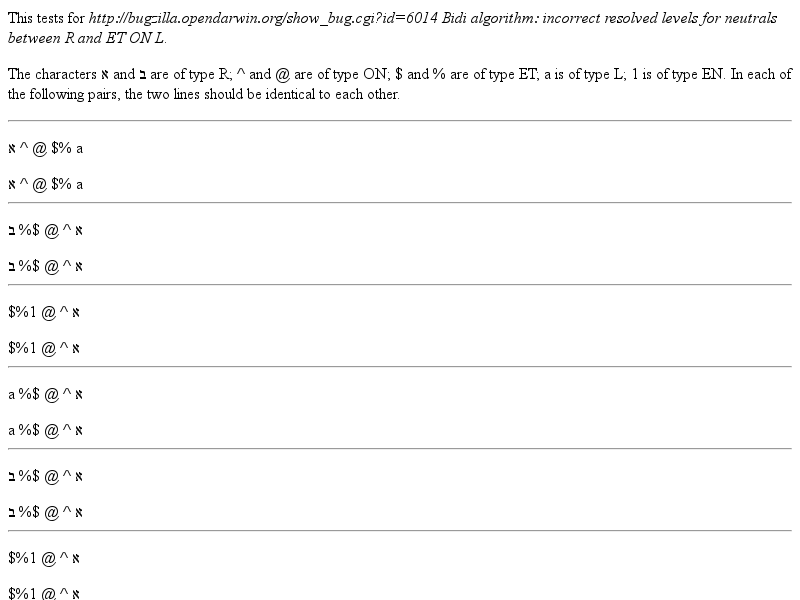 This tests for http://bugzilla.opendarwin.org/show_bug.cgi?id=6014 Bidi algorithm: incorrect resolved levels for neutrals
between R and ET ON L.
The characters א and ב are of type R; ^ and @ are of type ON; $ and % are of type ET; a is of type L; 1 is of type EN. In each of
the following pairs, the two lines should be identical to each other.
א ^ @ $% a
א ^ @ $% a
א ^ @ $% ב
א ^ @ $% ב
א ^ @ $%1
א ^ @ $%1
א ^ @ $% a
א ^ @ $% a
א ^ @ $% ב
א ^ @ $% ב
א ^ @ $%1
א ^ @ $%1